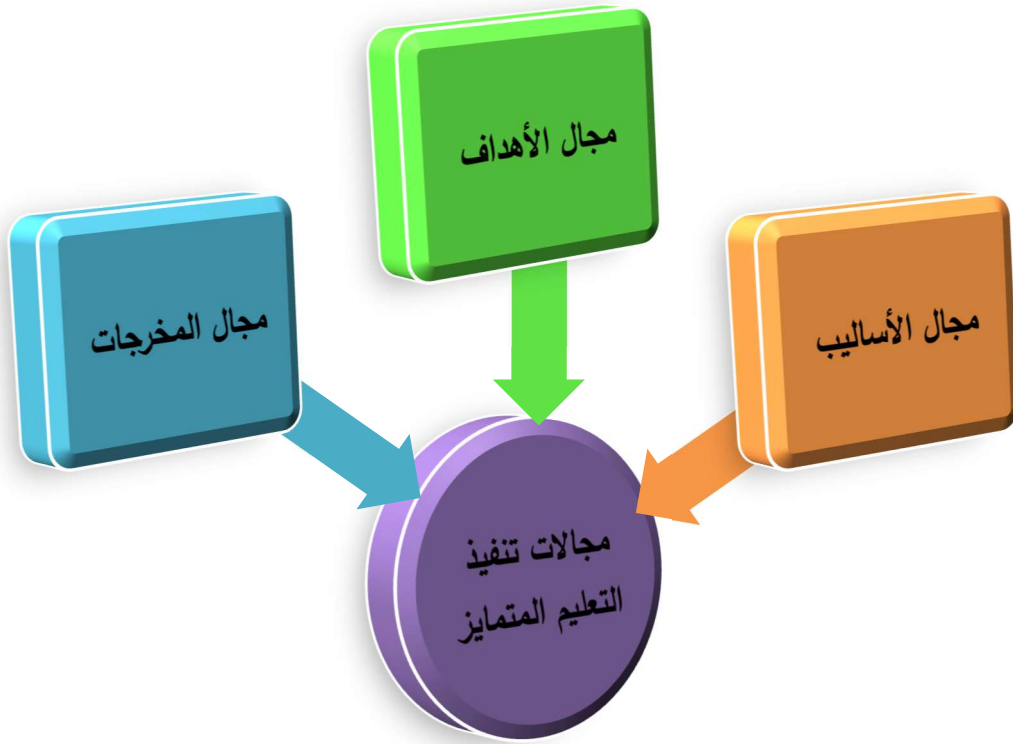 مجال الأهداف
مجال الأساليب
مجال المخرجات
مجالات تنفيذ
التعليم المتمايز